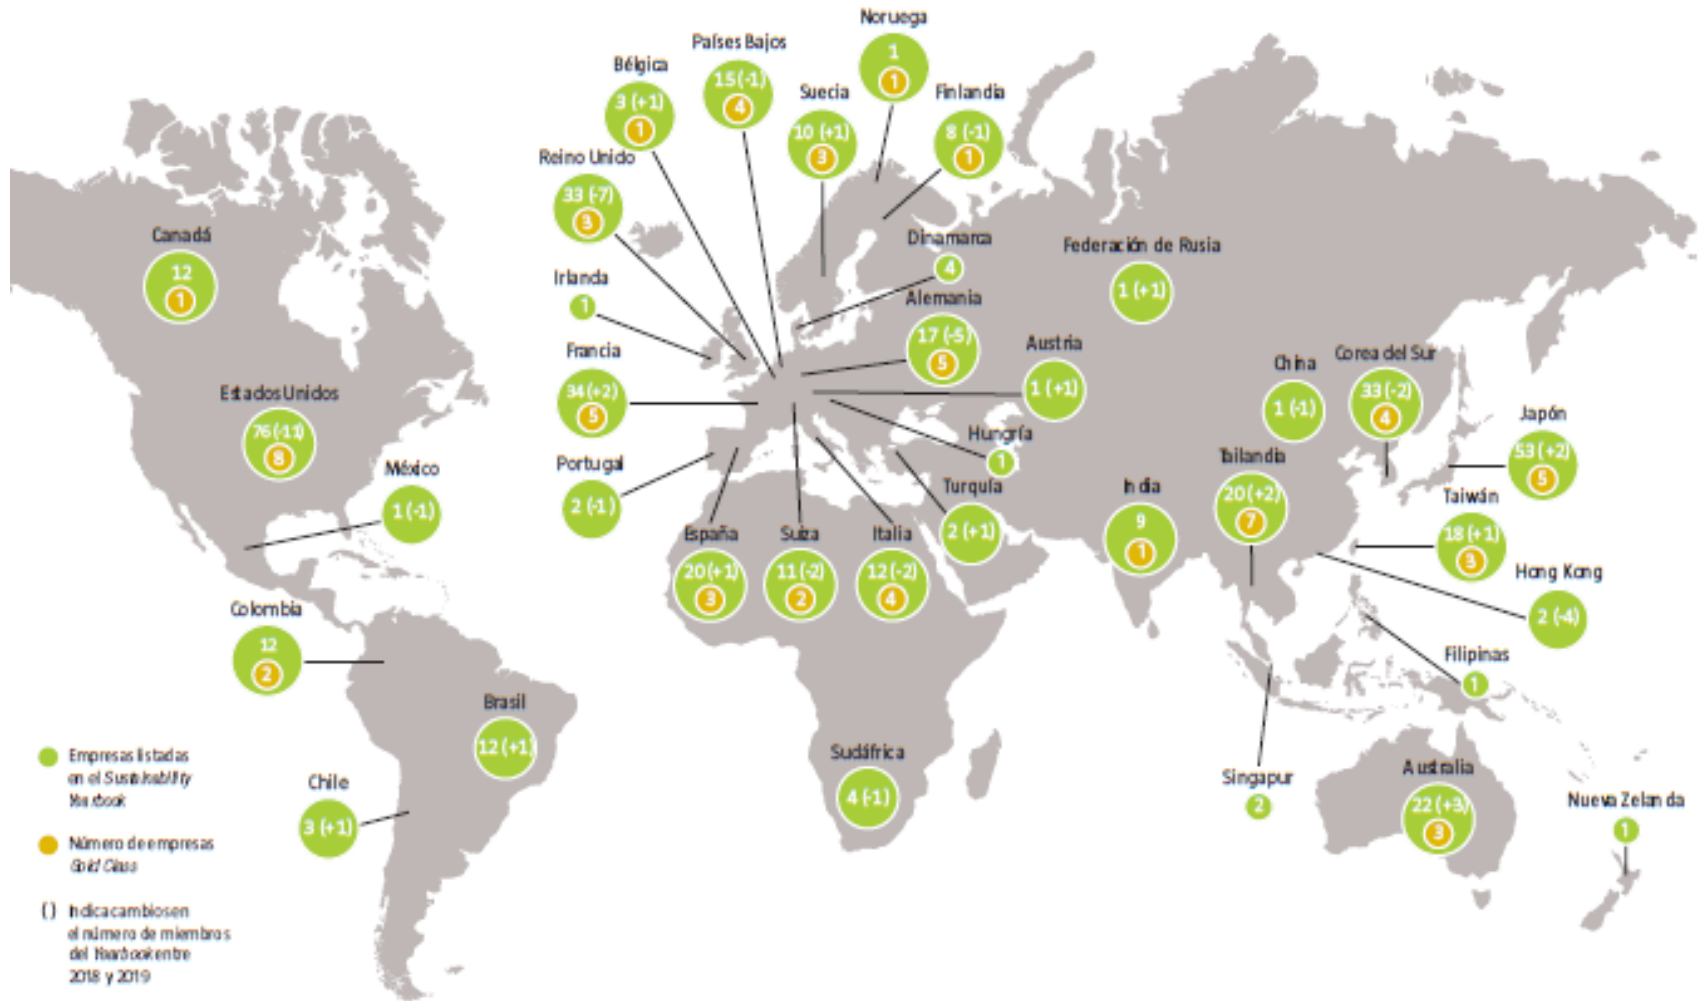 Noruega
1
1
Países Bajos
15 (-1)
4
Bélgica
3 (+1)
1
Suecia
10 (+1)
3
Finlandia
8 (-1)
1
Reino Unido
33 (-7)
3
Canadá
12
1
Dinamarca
4
Federación de Rusia
1 (+1)
Irlanda
1
Alemania
17 (-5)
5
Francia
34 (+2)
5
Austria
1 (+1)
China
1 (-1)
Corea del Sur
33 (-2)
4
Estados Unidos
76 (-11)
8
Japón
53 (+2)
5
Hungría
1
México
1 (-1)
Portugal
2 (-1)
Tailandia
20 (+2)
7
Turquía
2 (+1)
India
9
1
Taiwán
18 (+1)
3
España
20 (+1)
3
Suiza
11 (-2)
2
Italia
12 (-2)
4
Hong Kong
2 (-4)
Colombia
12
2
Filipinas
1
Brasil
12 (+1)
Sudáfrica
4 (-1)
Singapur
2
Australia
22 (+3)
3
Nueva Zelanda
1
Chile
3 (+1)
Empresas listadas
en el Sustainability
Yearbook
Número de empresas
Gold Class
( ) Indica cambios en
el número de miembros
del Yearbook entre
2018 y 2019